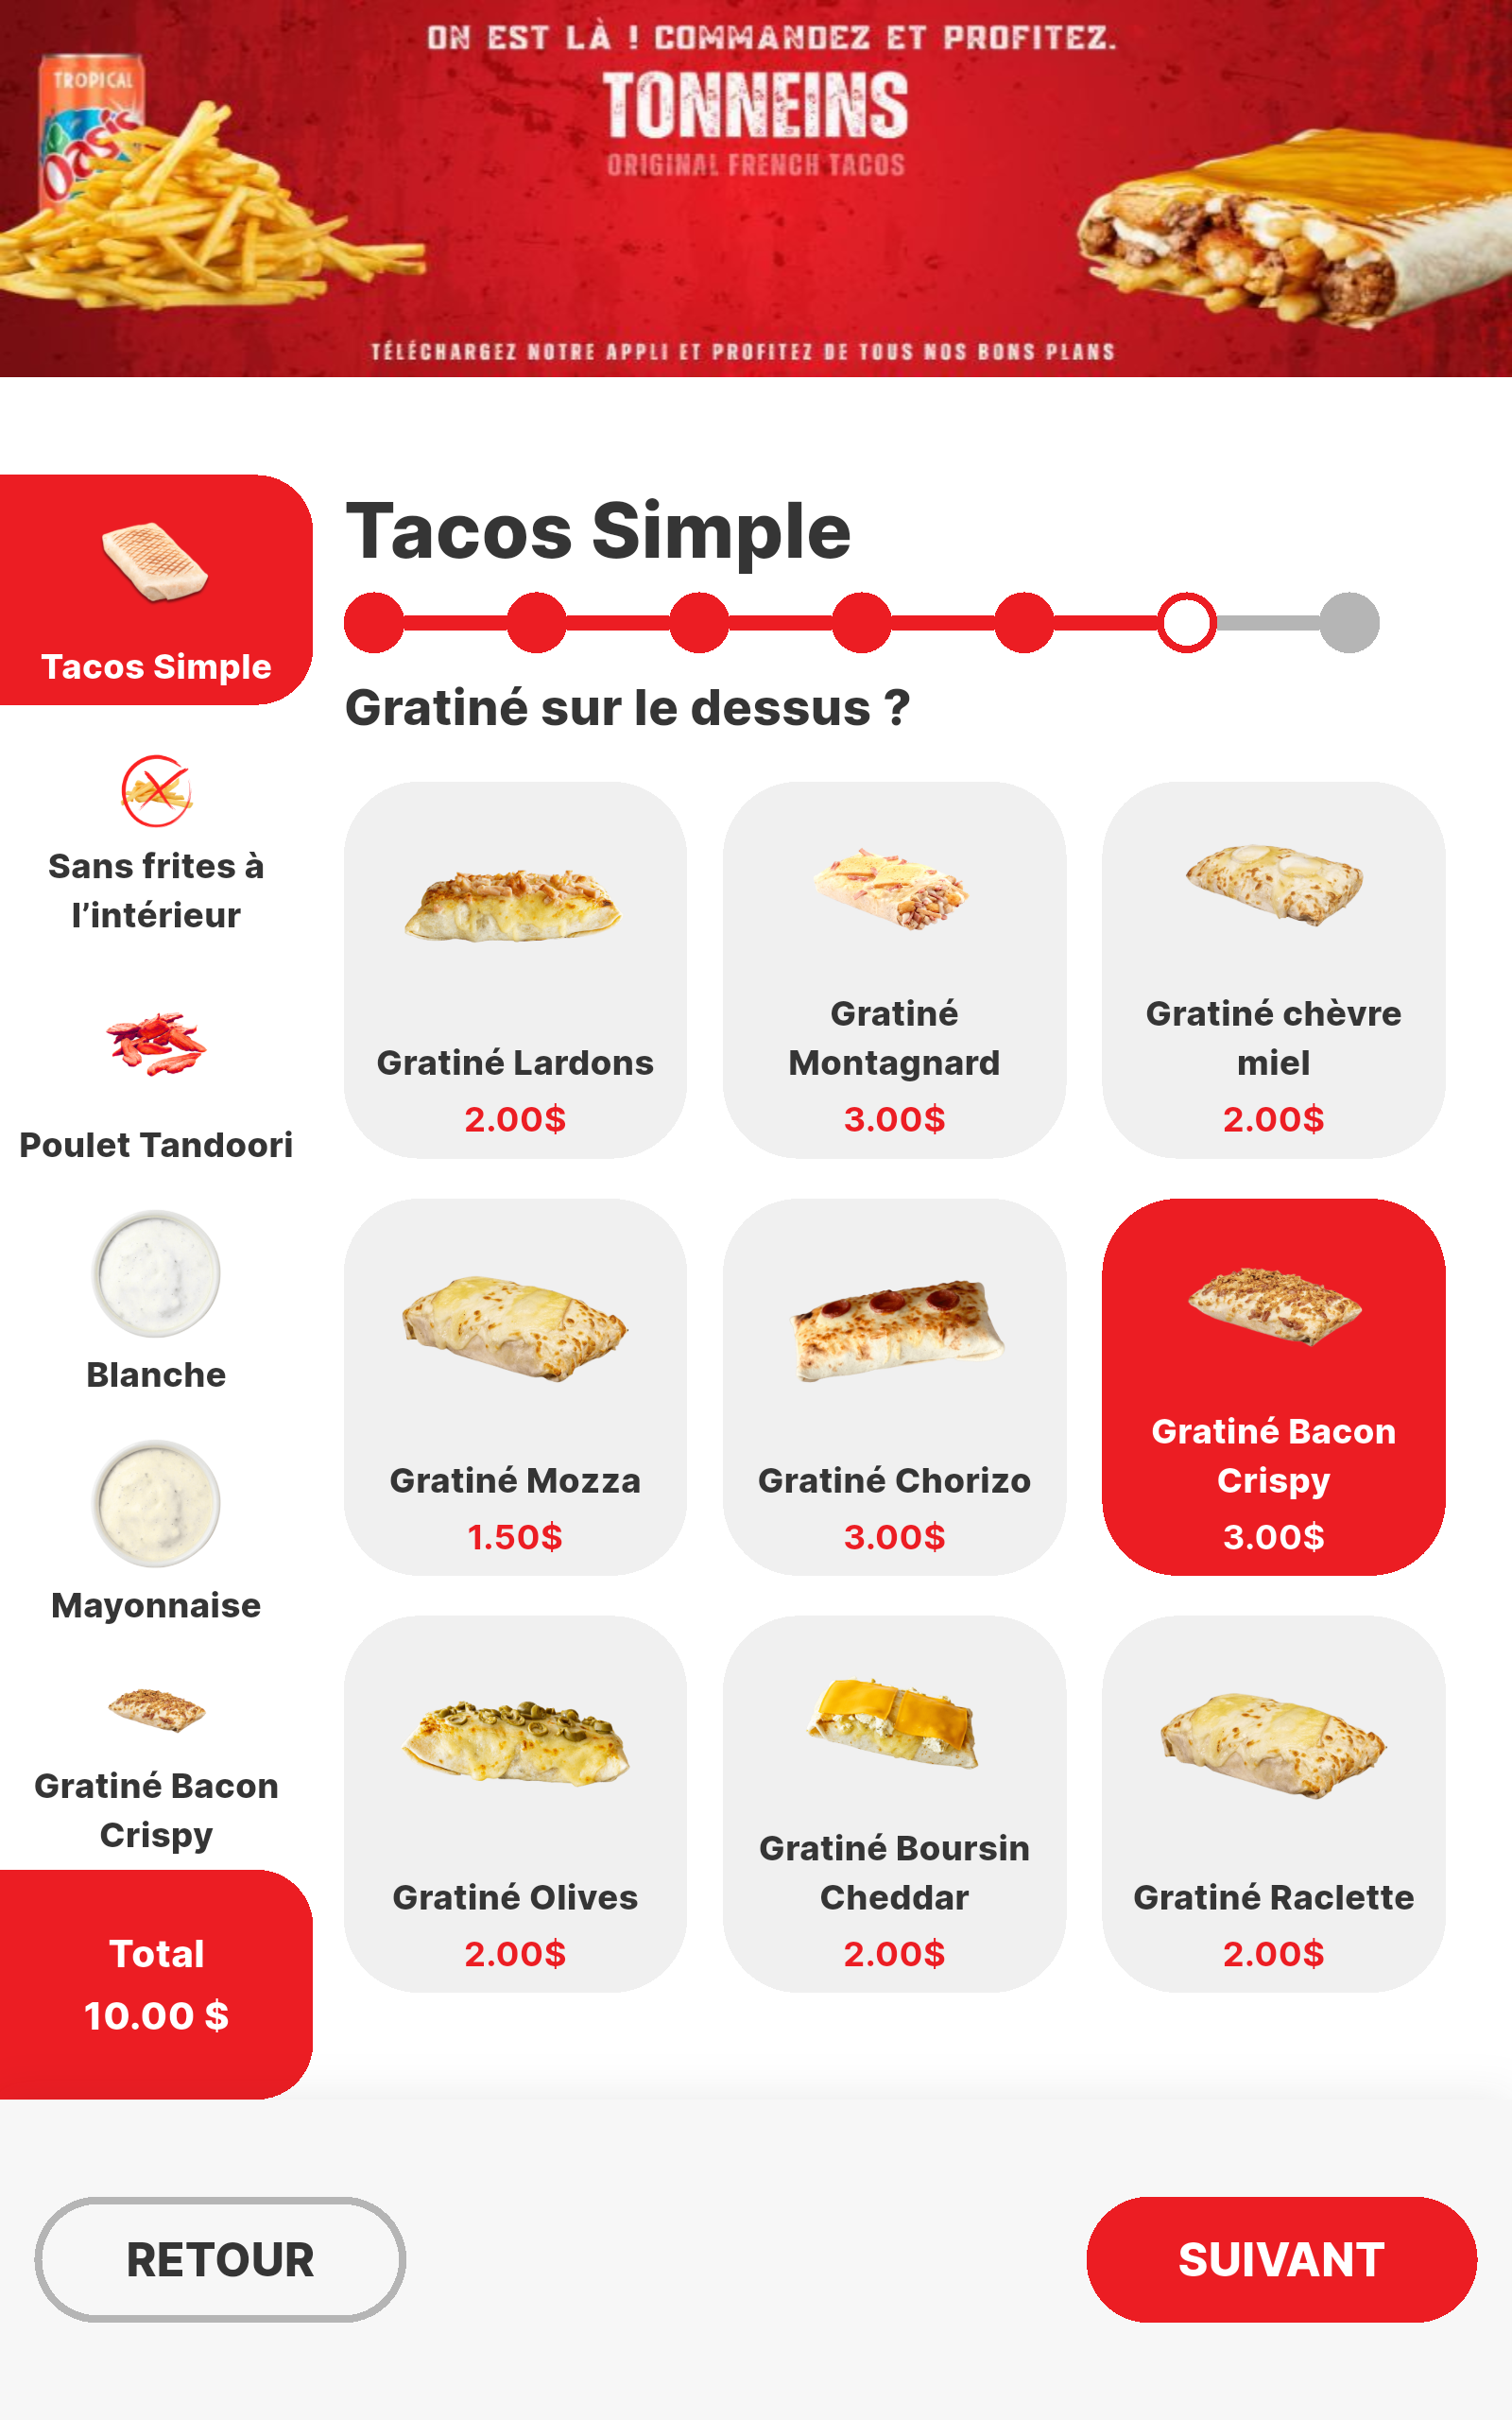 ON EST LÀ ! COMMANDEZ ET PROFITEZ.
TROPICAL
Oasis
TONNEINS
ORIGINAL FRENCH TACOS
TÉLÉCHARGEZ NOTRE APPLI ET PROFITEZ DE TOUS NOS BONS PLANS
Tacos Simple
Sans frites à
l'intérieur
Poulet Tandoori
Blanche
Mayonnaise
Gratiné Bacon
Crispy
Total
10.00 $
Tacos Simple
Gratiné sur le dessus ?
Gratiné Lardons
2.00$
Gratiné
Montagnard
3.00$
Gratiné chèvre
miel
2.00$
Gratiné Mozza
1.50$
Gratiné Chorizo
3.00$
Gratiné Bacon
Crispy
3.00$
Gratiné Olives
2.00$
Gratiné Boursin
Cheddar
2.00$
Gratiné Raclette
2.00$
RETOUR
SUIVANT